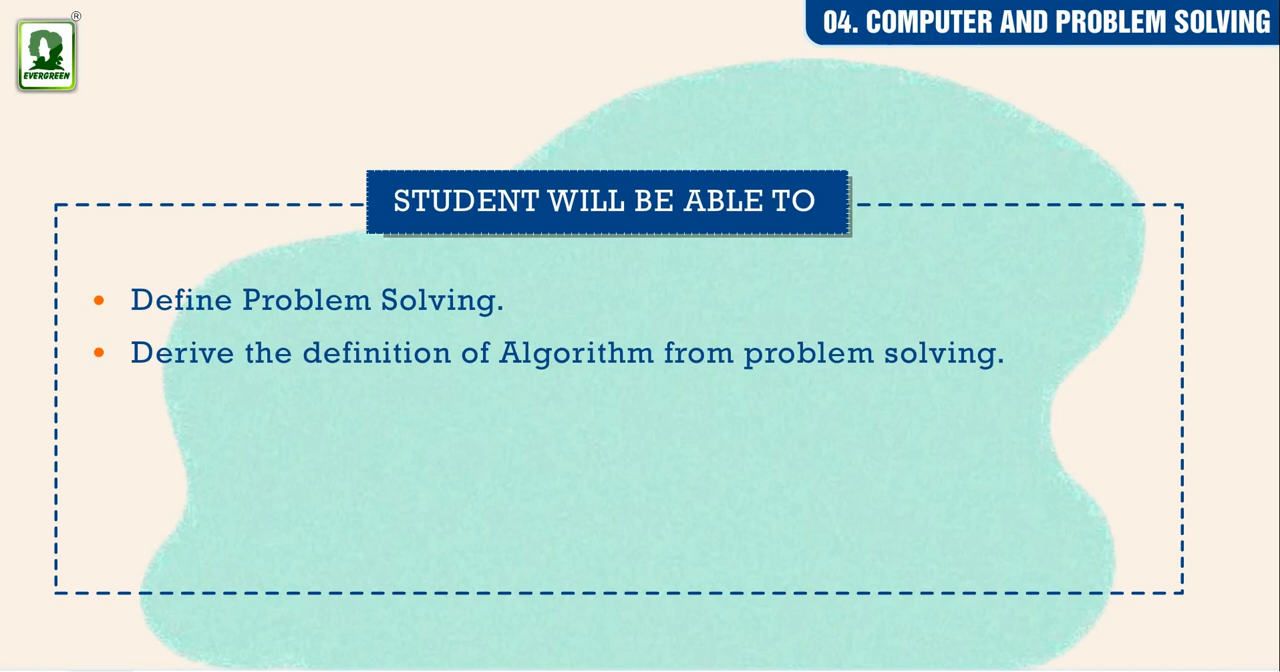 ®
EVERGREEN
04. COMPUTER AND PROBLEM SOLVING
STUDENT WILL BE ABLE TO
• Define Problem Solving.
• Derive the definition of Algorithm from problem solving.